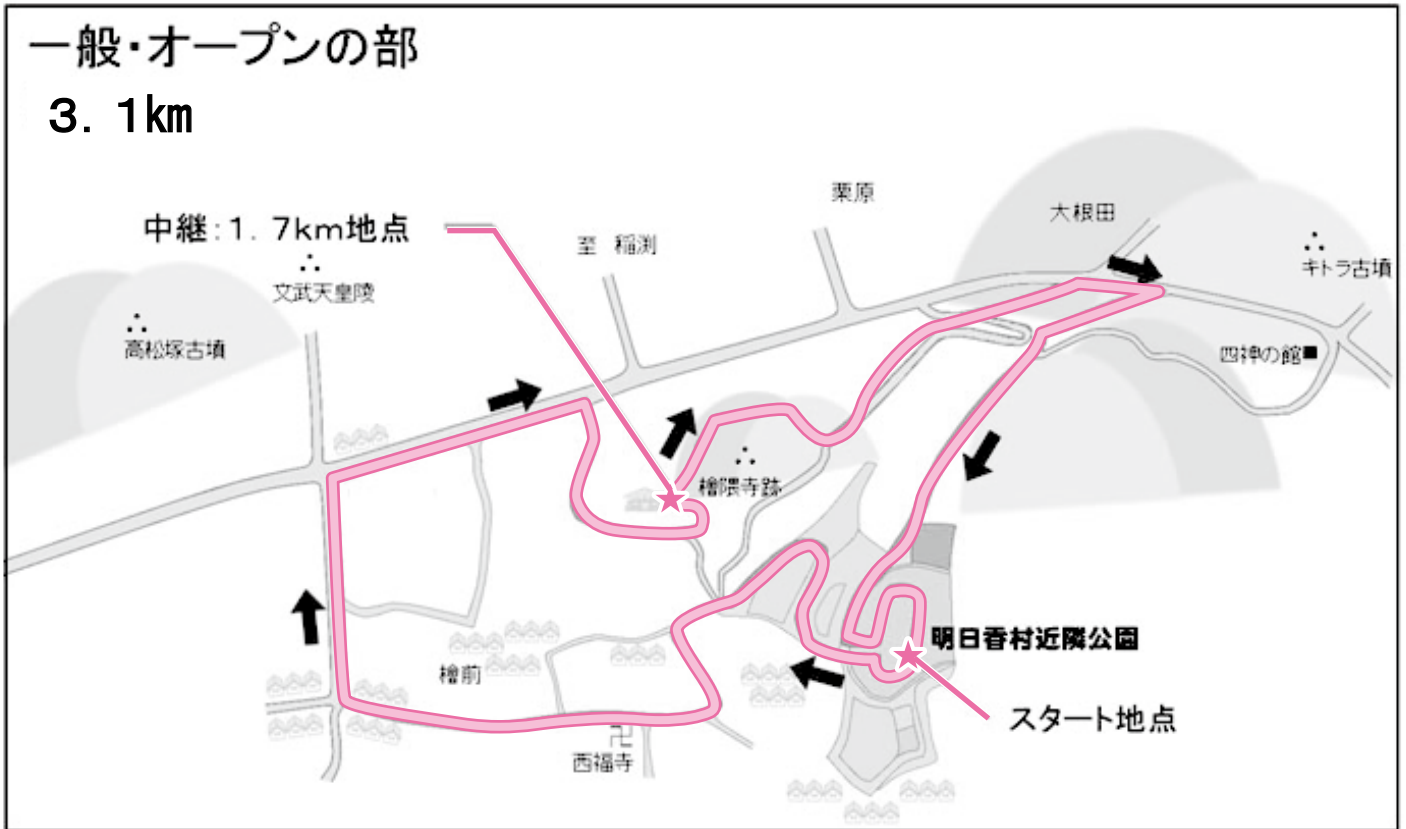 一般・オープンの部
3. 1km
栗原
大根田
中継:1. 7km地点
至 稲渕
キトラ古墳
文武天皇陵
高松塚古墳
四神の館
檜隈寺跡
明日香村近隣公園
檜前
スタート地点
西福寺